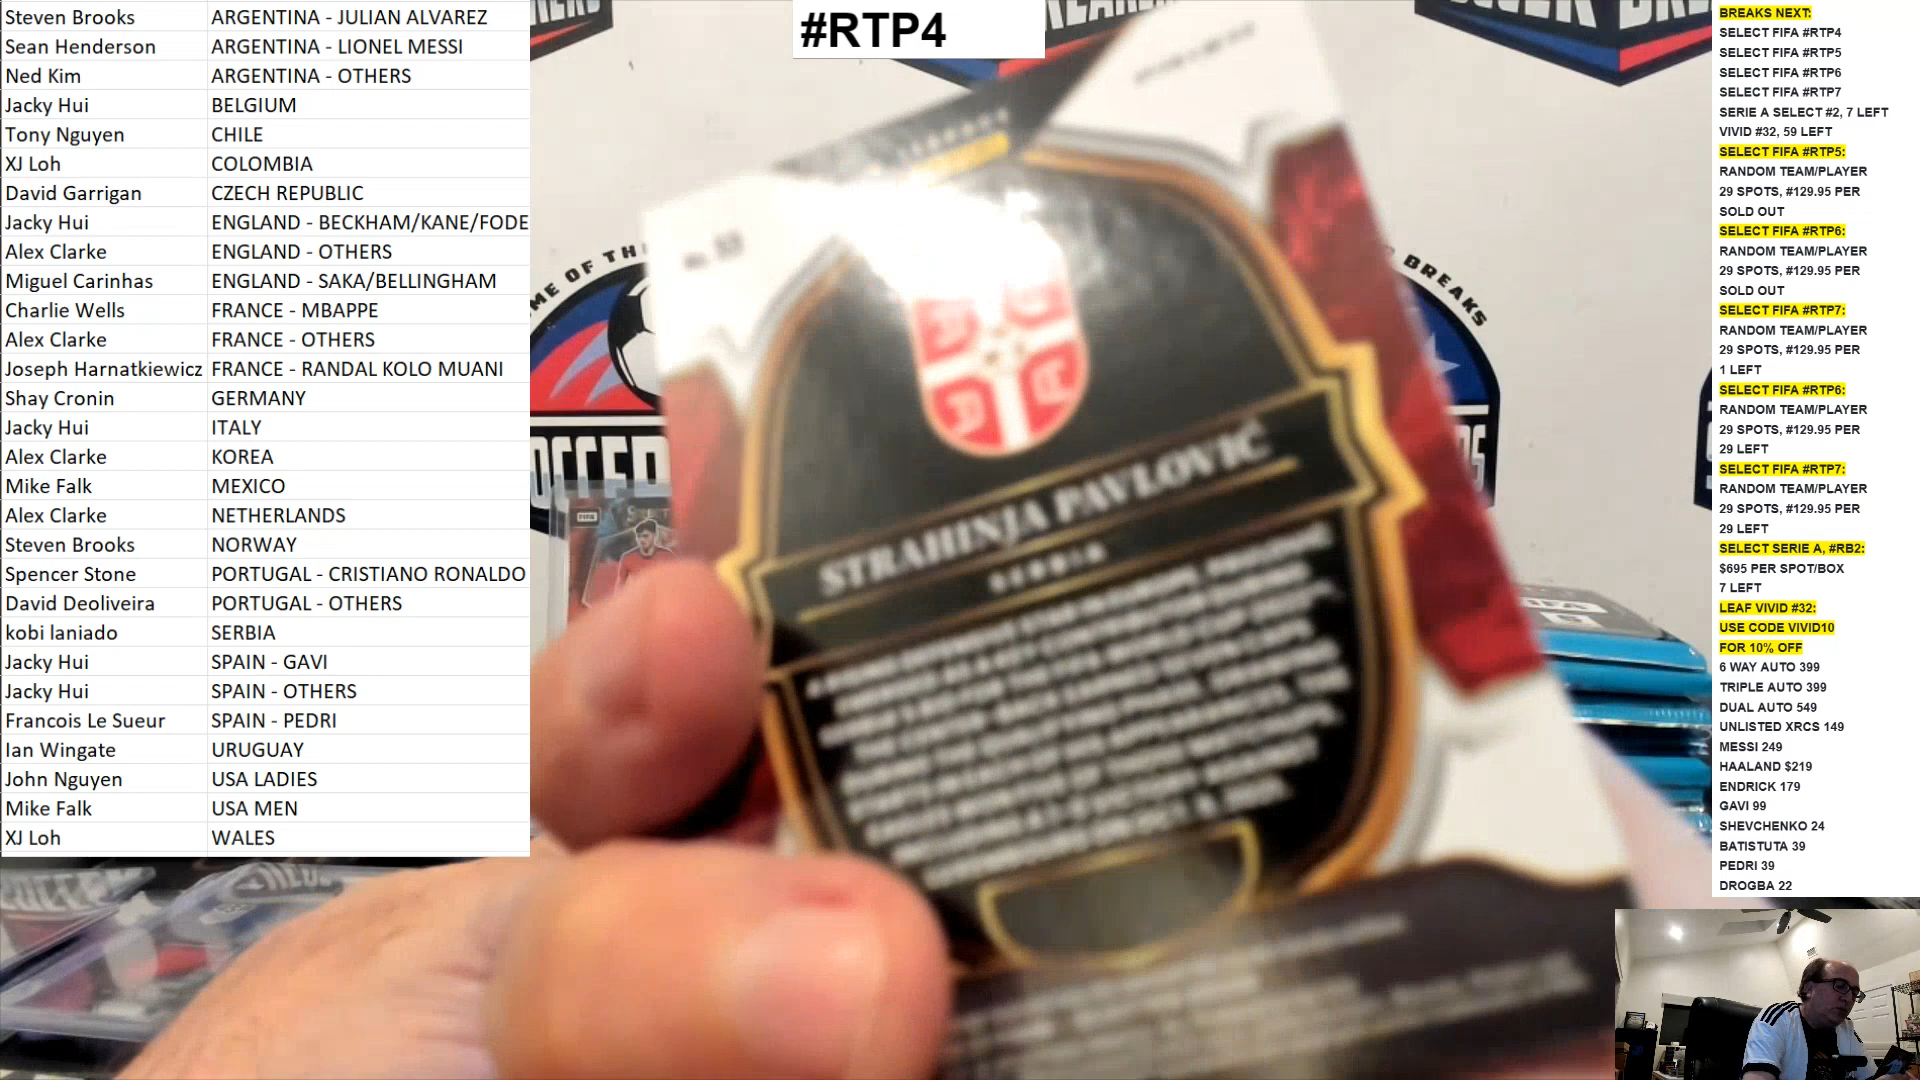 #RTP4
Steven Brooks ARGENTINA - JULIAN ALVAREZ
Sean Henderson ARGENTINA - LIONEL MESSI
Ned Kim ARGENTINA - OTHERS
Jacky Hui BELGIUM
Tony Nguyen CHILE
XJ Loh COLOMBIA
David Garrigan CZECH REPUBLIC
Jacky Hui ENGLAND - BECKHAM/KANE/FODE
Alex Clarke ENGLAND - OTHERS
Miguel Carinhas ENGLAND - SAKA/BELLINGHAM
Charlie Wells FRANCE - MBAPPE
Alex Clarke FRANCE - OTHERS
Joseph Harnatkiewicz FRANCE - RANDAL KOLO MUANI
Shay Cronin GERMANY
Jacky Hui ITALY
Alex Clarke KOREA
Mike Falk MEXICO
Alex Clarke NETHERLANDS
Steven Brooks NORWAY
Spencer Stone PORTUGAL - CRISTIANO RONALDO
David Deoliveira PORTUGAL - OTHERS
kobi laniado SERBIA
Jacky Hui SPAIN - GAVI
Jacky Hui SPAIN - OTHERS
Francois Le Sueur SPAIN - PEDRI
Ian Wingate URUGUAY
John Nguyen USA LADIES
Mike Falk USA MEN
XJ Loh WALES
STRAHINJA PAVLOVIĆ
SERBIA
BREAKS
BREAKS NEXT:
SELECT FIFA #RTP4
SELECT FIFA #RTP5
SELECT FIFA #RTP6
SELECT FIFA #RTP7
SERIE A SELECT #2, 7 LEFT
VIVID #32, 59 LEFT
SELECT FIFA #RTP5:
RANDOM TEAM/PLAYER
29 SPOTS, #129.95 PER
SOLD OUT
SELECT FIFA #RTP6:
RANDOM TEAM/PLAYER
29 SPOTS, #129.95 PER
SOLD OUT
SELECT FIFA #RTP7:
RANDOM TEAM/PLAYER
29 SPOTS, #129.95 PER
1 LEFT
SELECT FIFA #RTP6:
RANDOM TEAM/PLAYER
29 SPOTS, #129.95 PER
29 LEFT
SELECT FIFA #RTP7:
RANDOM TEAM/PLAYER
29 SPOTS, #129.95 PER
29 LEFT
SELECT SERIE A, #RB2:
$695 PER SPOT/BOX
7 LEFT
LEAF VIVID #32:
USE CODE VIVID10
FOR 10% OFF
6 WAY AUTO 399
TRIPLE AUTO 399
DUAL AUTO 549
UNLISTED XRCS 149
MESSI 249
HAALAND $219
ENDRICK 179
GAVI 99
SHEVCHENKO 24
BATISTUTA 39
PEDRI 39
DROGBA 22